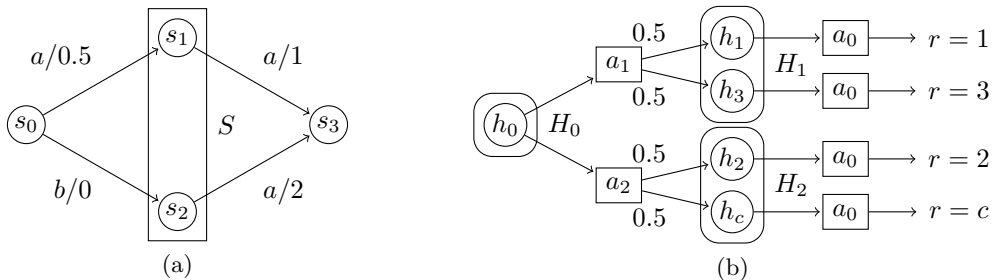 s₀
a/0.5
b/0
s₁
s₂
S
a/1
a/2
s₃
(a)
h₀
H₀
a₁
a₂
0.5
0.5
0.5
0.5
h₁
h₃
H₁
h₂
h_c
H₂
a₀
r = 1
a₀
r = 3
a₀
r = 2
a₀
r = c
(b)